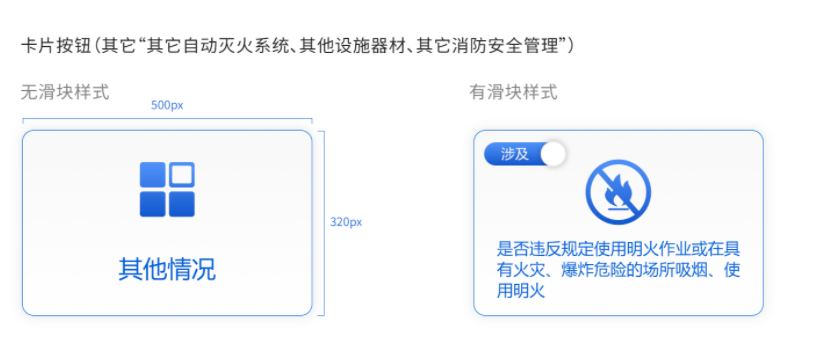 卡片按钮(其它“其它自动灭火系统、其他设施器材、其它消防安全管理”)
无滑块样式
有滑块样式
500px
320px
其他情况
涉及
是否违反规定使用明火作业或在具
有火灾、爆炸危险的场所吸烟、使
用明火